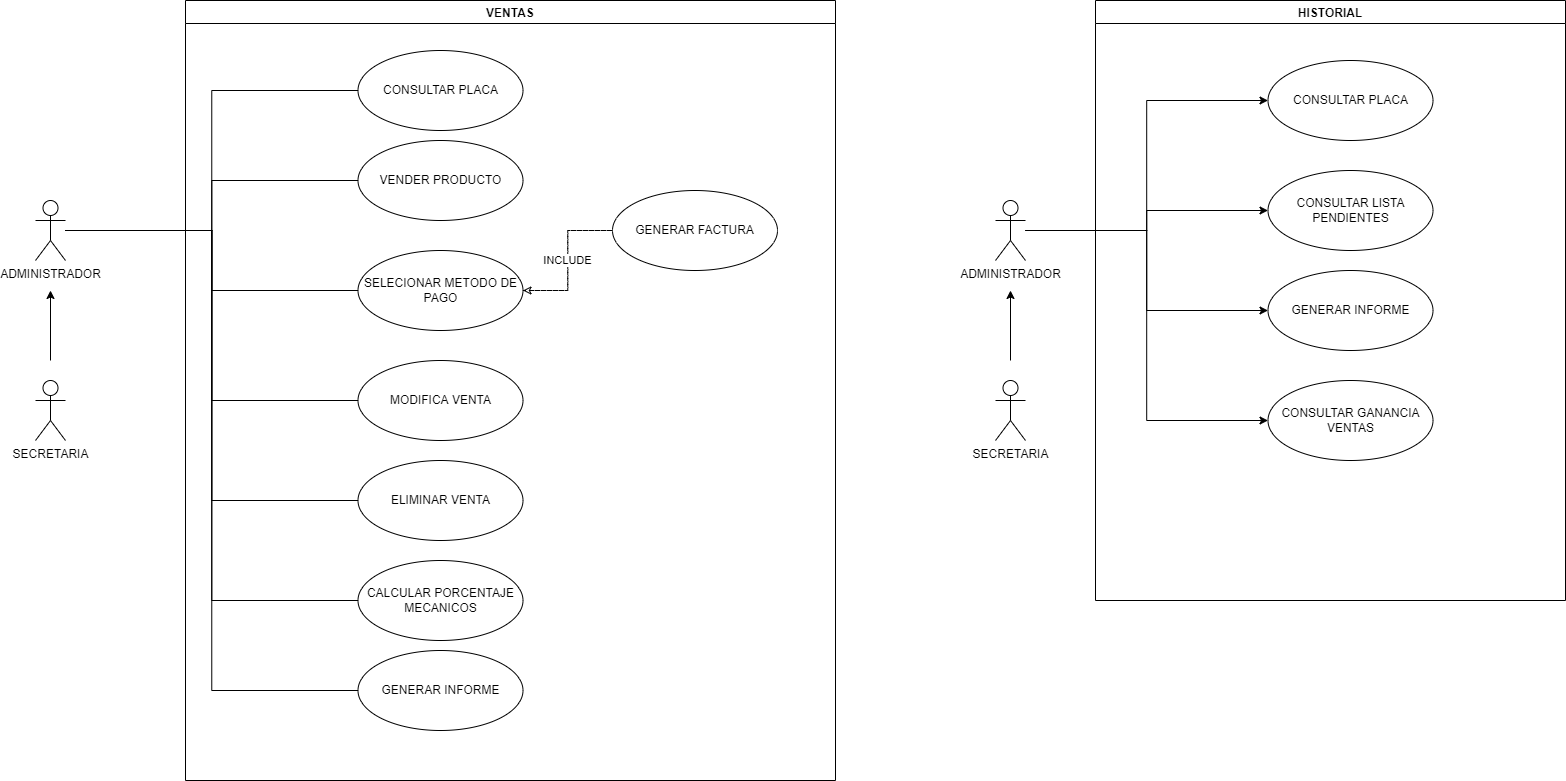 VENTAS
CONSULTAR PLACA
VENDER PRODUCTO
GENERAR FACTURA
INCLUDE
ADMINISTRADOR
SELECIONAR METODO DE
PAGO
MODIFICA VENTA
SECRETARIA
ELIMINAR VENTA
CALCULAR PORCENTAJE
MECANICOS
GENERAR INFORME
HISTORIAL
CONSULTAR PLACA
CONSULTAR LISTA
PENDIENTES
ADMINISTRADOR
GENERAR INFORME
CONSULTAR GANANCIA
VENTAS
SECRETARIA